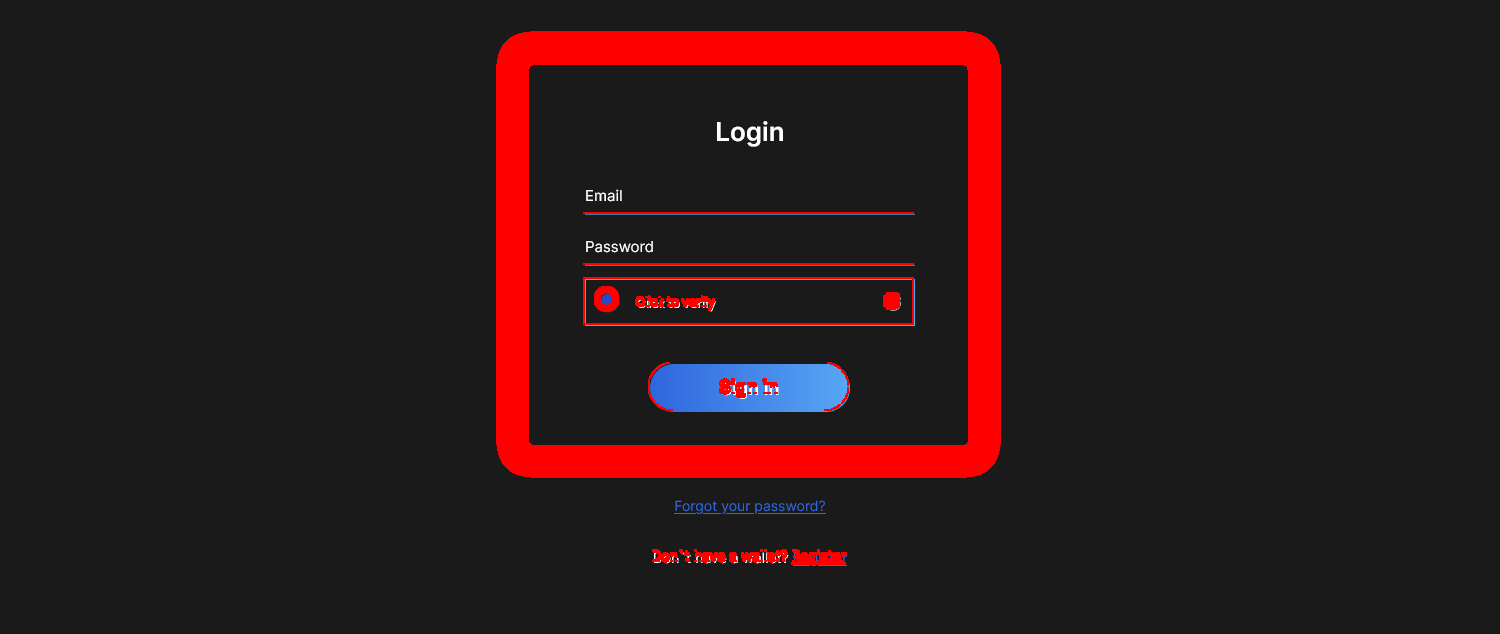 Login
Email
Password
Click to verify
Sign in
Forgot your password?
Don't have a wallet? Register